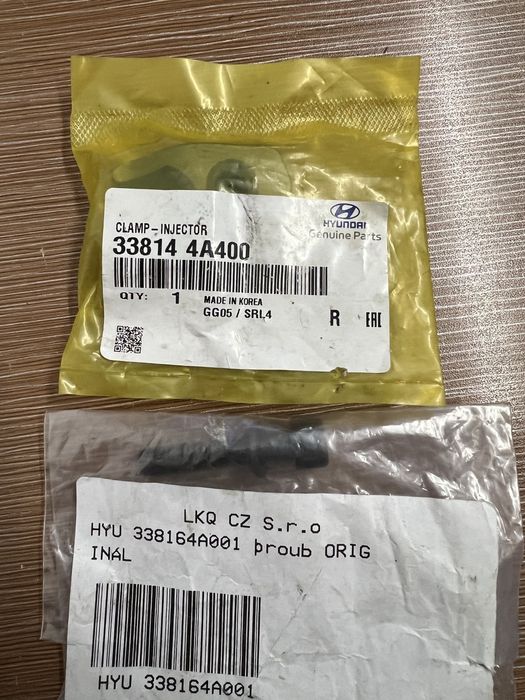 CLAMP-INJECTOR
HYUNDAI
Genuine Parts
33814 4A400
QTY: 1 MADE IN KOREA
GG05 / SRL4
R EAC
LKQ CZ S.r.o
HYU 338164A001 þroub ORIG
INÁL
HYU 338164A001